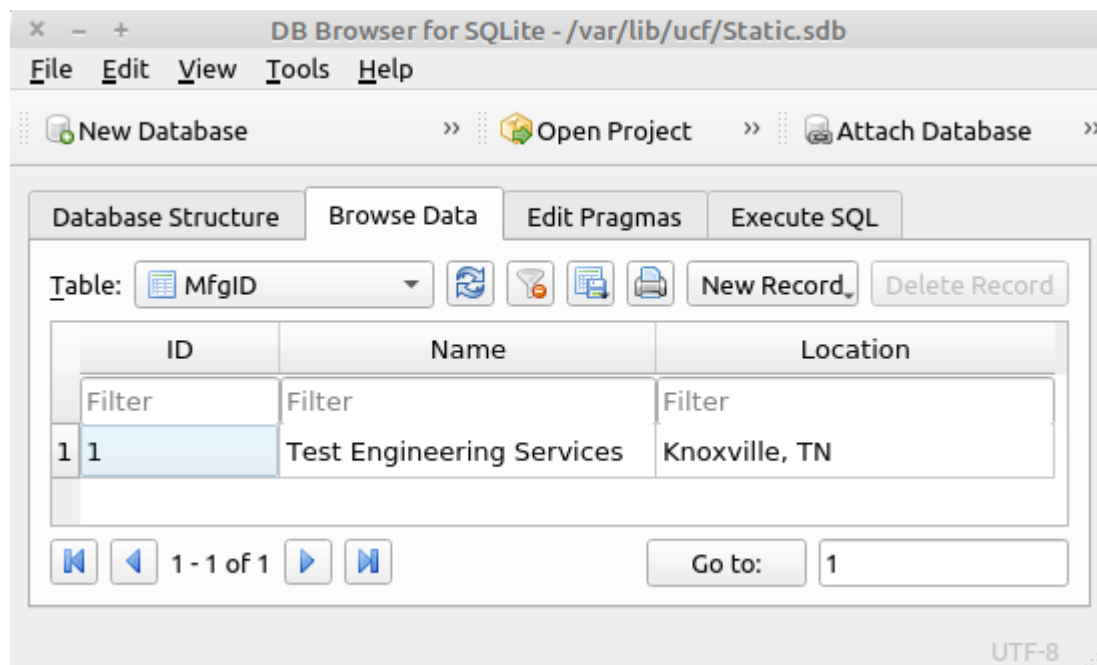 DB Browser for SQLite - /var/lib/ucf/Static.sdb
File Edit View Tools Help
New Database » Open Project » Attach Database »
Database Structure Browse Data Edit Pragmas Execute SQL
Table: MfgID New Record Delete Record
ID Name Location
Filter Filter Filter
1 1 Test Engineering Services Knoxville, TN
1 - 1 of 1 Go to: 1
UTF-8